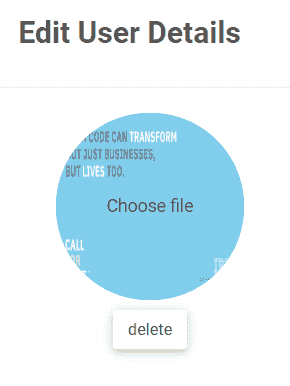 Edit User Details
CODE CAN TRANSFORM
JUST BUSINESSES,
BUT LIVES TOO.
Choose file
CALL
delete